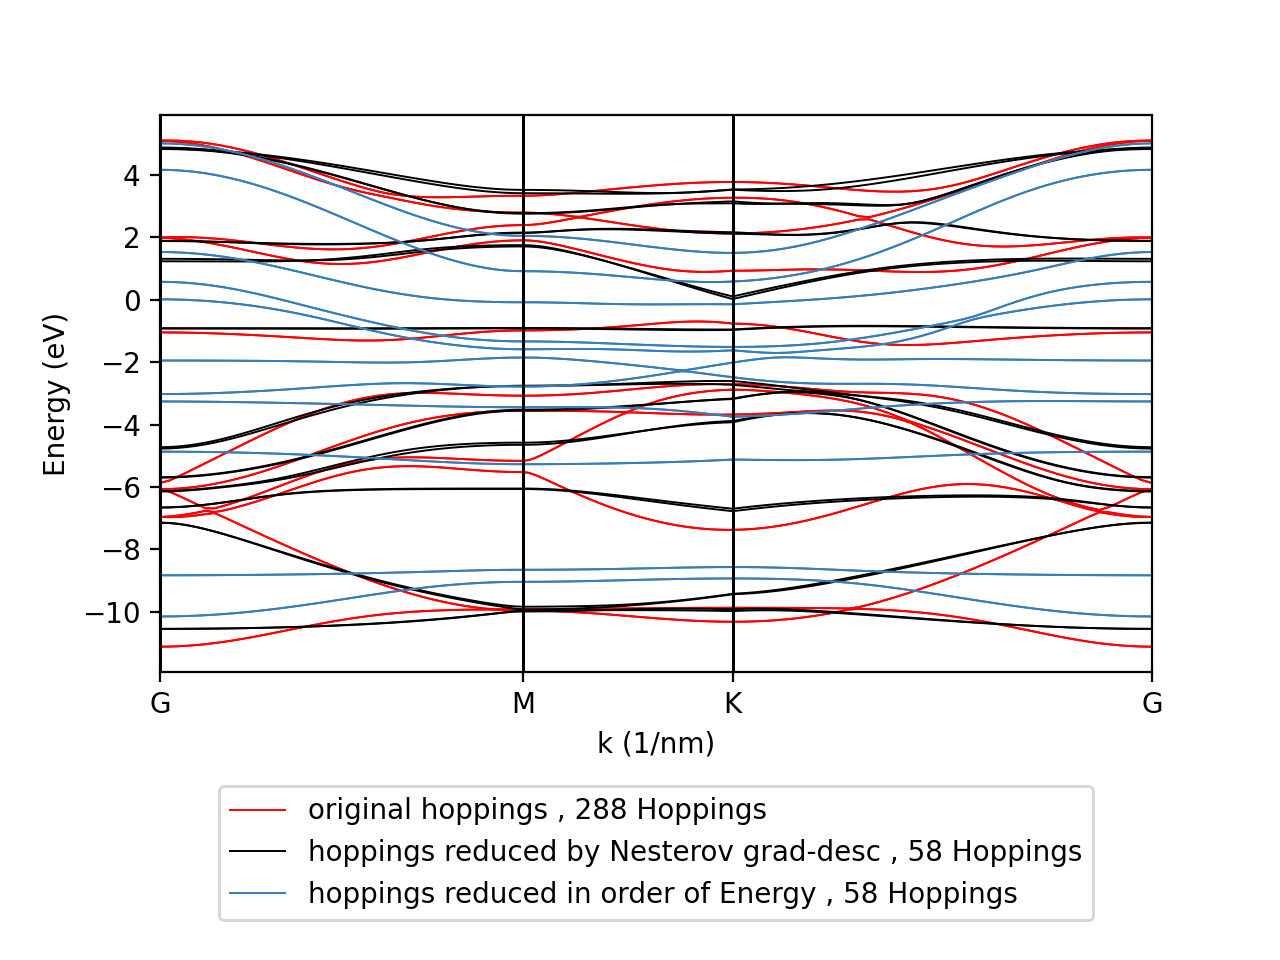 4
2
0
−2
−4
−6
−8
−10
Energy (eV)
G M K G
k (1/nm)
original hoppings , 288 Hoppings
hoppings reduced by Nesterov grad-desc , 58 Hoppings
hoppings reduced in order of Energy , 58 Hoppings